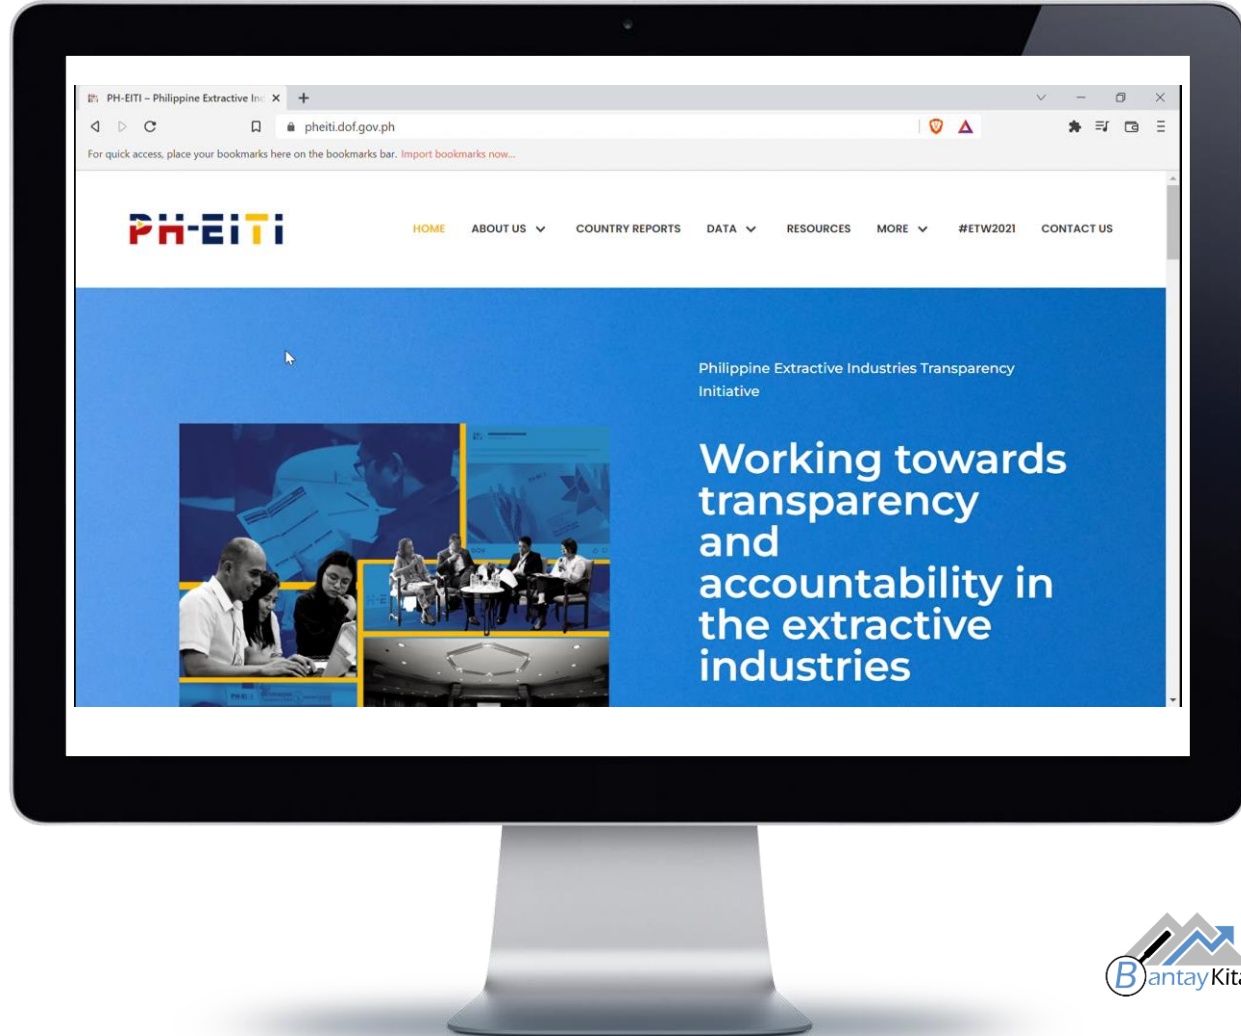 PH-EITI – Philippine Extractive Inc
pheiti.dof.gov.ph
For quick access, place your bookmarks here on the bookmarks bar. Import bookmarks now...
PH-EiTi
HOME ABOUT US COUNTRY REPORTS DATA RESOURCES MORE #ETW2021 CONTACT US
Philippine Extractive Industries Transparency
Initiative
Working towards
transparency
and
accountability in
the extractive
industries
BantayKita